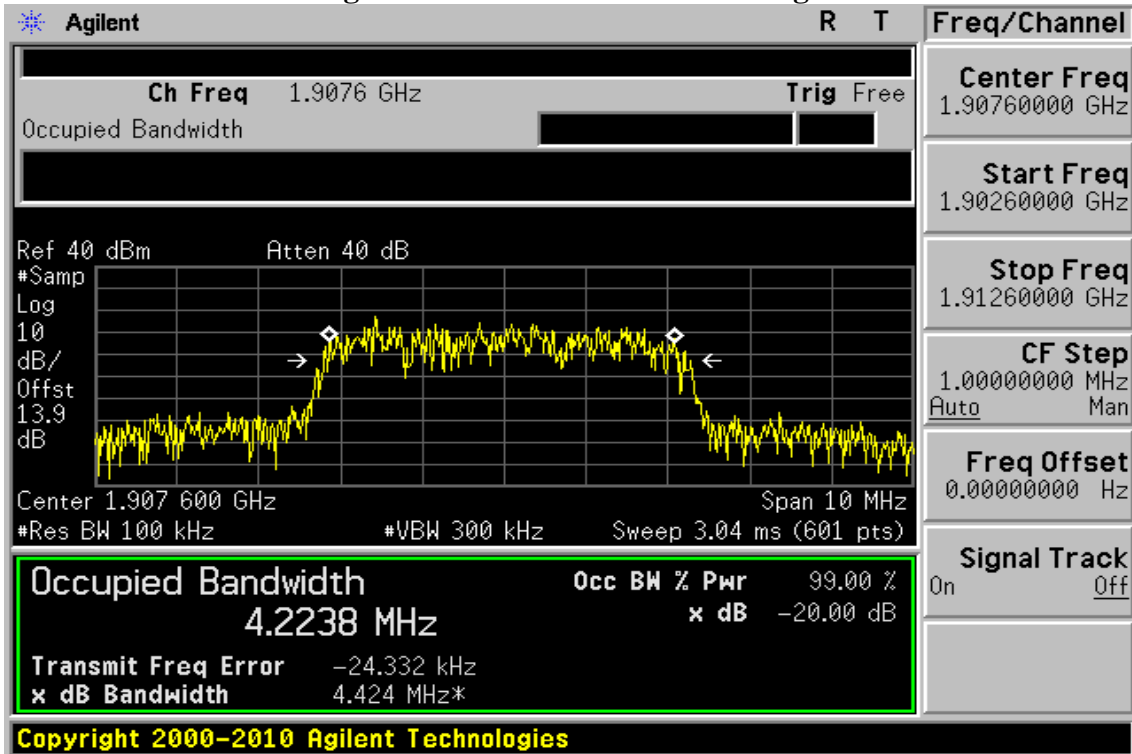 Agilent R T
Ch Freq 1.9076 GHz Trig Free
Occupied Bandwidth
Ref 40 dBm Atten 40 dB
#Samp
Log
10
dB/
Offst
13.9
dB
Center 1.907 600 GHz Span 10 MHz
#Res BW 100 kHz #VBW 300 kHz Sweep 3.04 ms (601 pts)
Occupied Bandwidth Occ BW % Pwr 99.00 %
4.2238 MHz x dB -20.00 dB
Transmit Freq Error -24.332 kHz
x dB Bandwidth 4.424 MHz*
Copyright 2000-2010 Agilent Technologies
Freq/Channel
Center Freq
1.90760000 GHz
Start Freq
1.90260000 GHz
Stop Freq
1.91260000 GHz
CF Step
1.00000000 MHz
Auto Man
Freq Offset
0.00000000 Hz
Signal Track
On Off